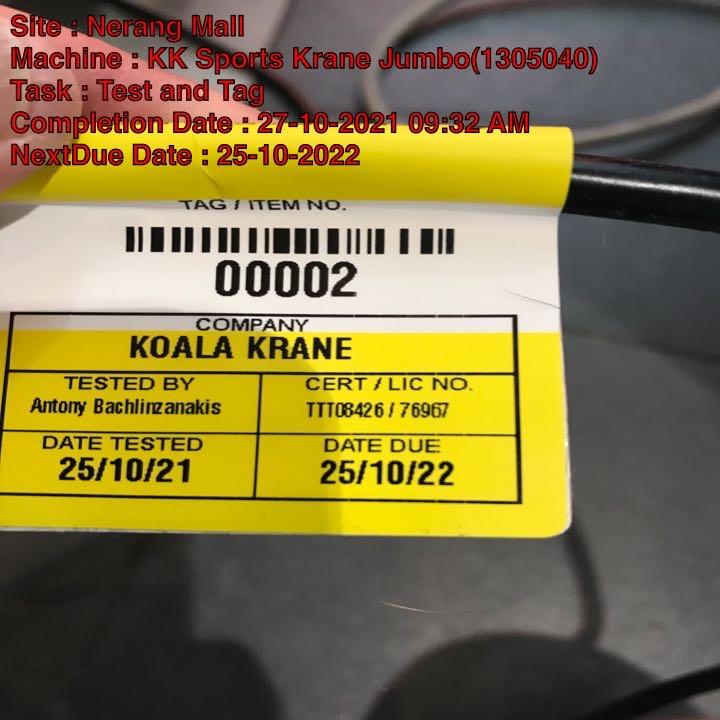 Site : Nerang Mall
Machine : KK Sports Krane Jumbo(1305040)
Task : Test and Tag
Completion Date : 27-10-2021 09:32 AM
NextDue Date : 25-10-2022
TAG / ITEM NO.
00002
COMPANY
KOALA KRANE
TESTED BY CERT / LIC NO.
Antony Bachlinzanakis TTT08426 / 76967
DATE TESTED DATE DUE
25/10/21 25/10/22